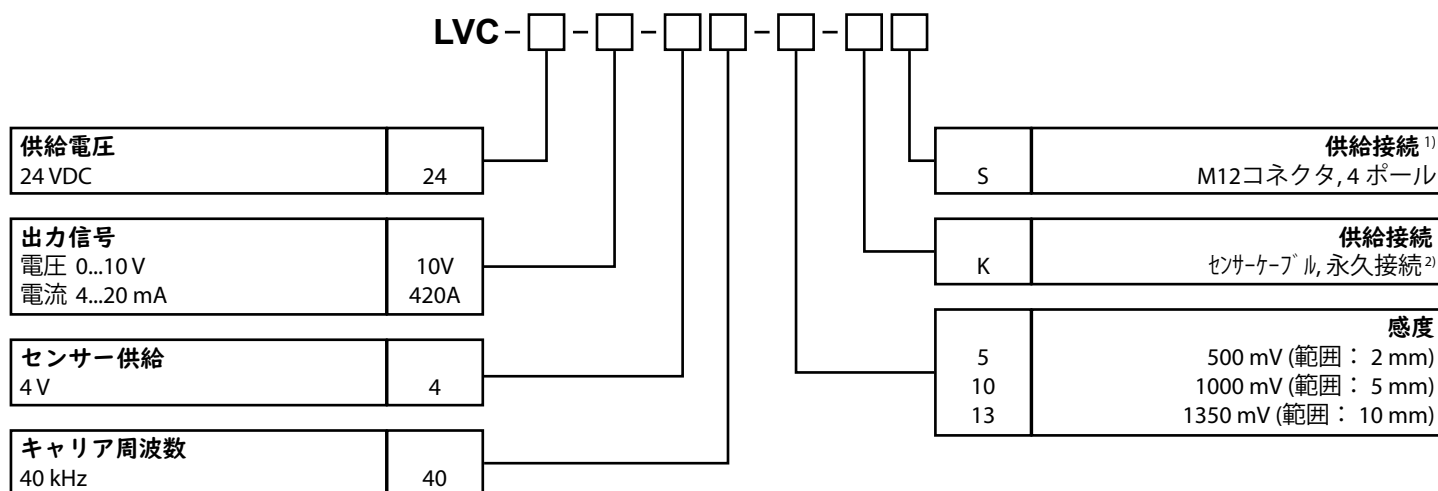 LVC - - - - -
供給電圧
24 VDC 24
出力信号
電圧 0...10 V 10V
電流 4...20 mA 420A
センサー供給
4 V 4
キャリア周波数
40 kHz 40
供給接続 1)
S M12コネクタ, 4 ポール
供給接続
K センサーケーブル, 永久接続2)
感度
5 500 mV (範囲： 2 mm)
10 1000 mV (範囲： 5 mm)
13 1350 mV (範囲： 10 mm)